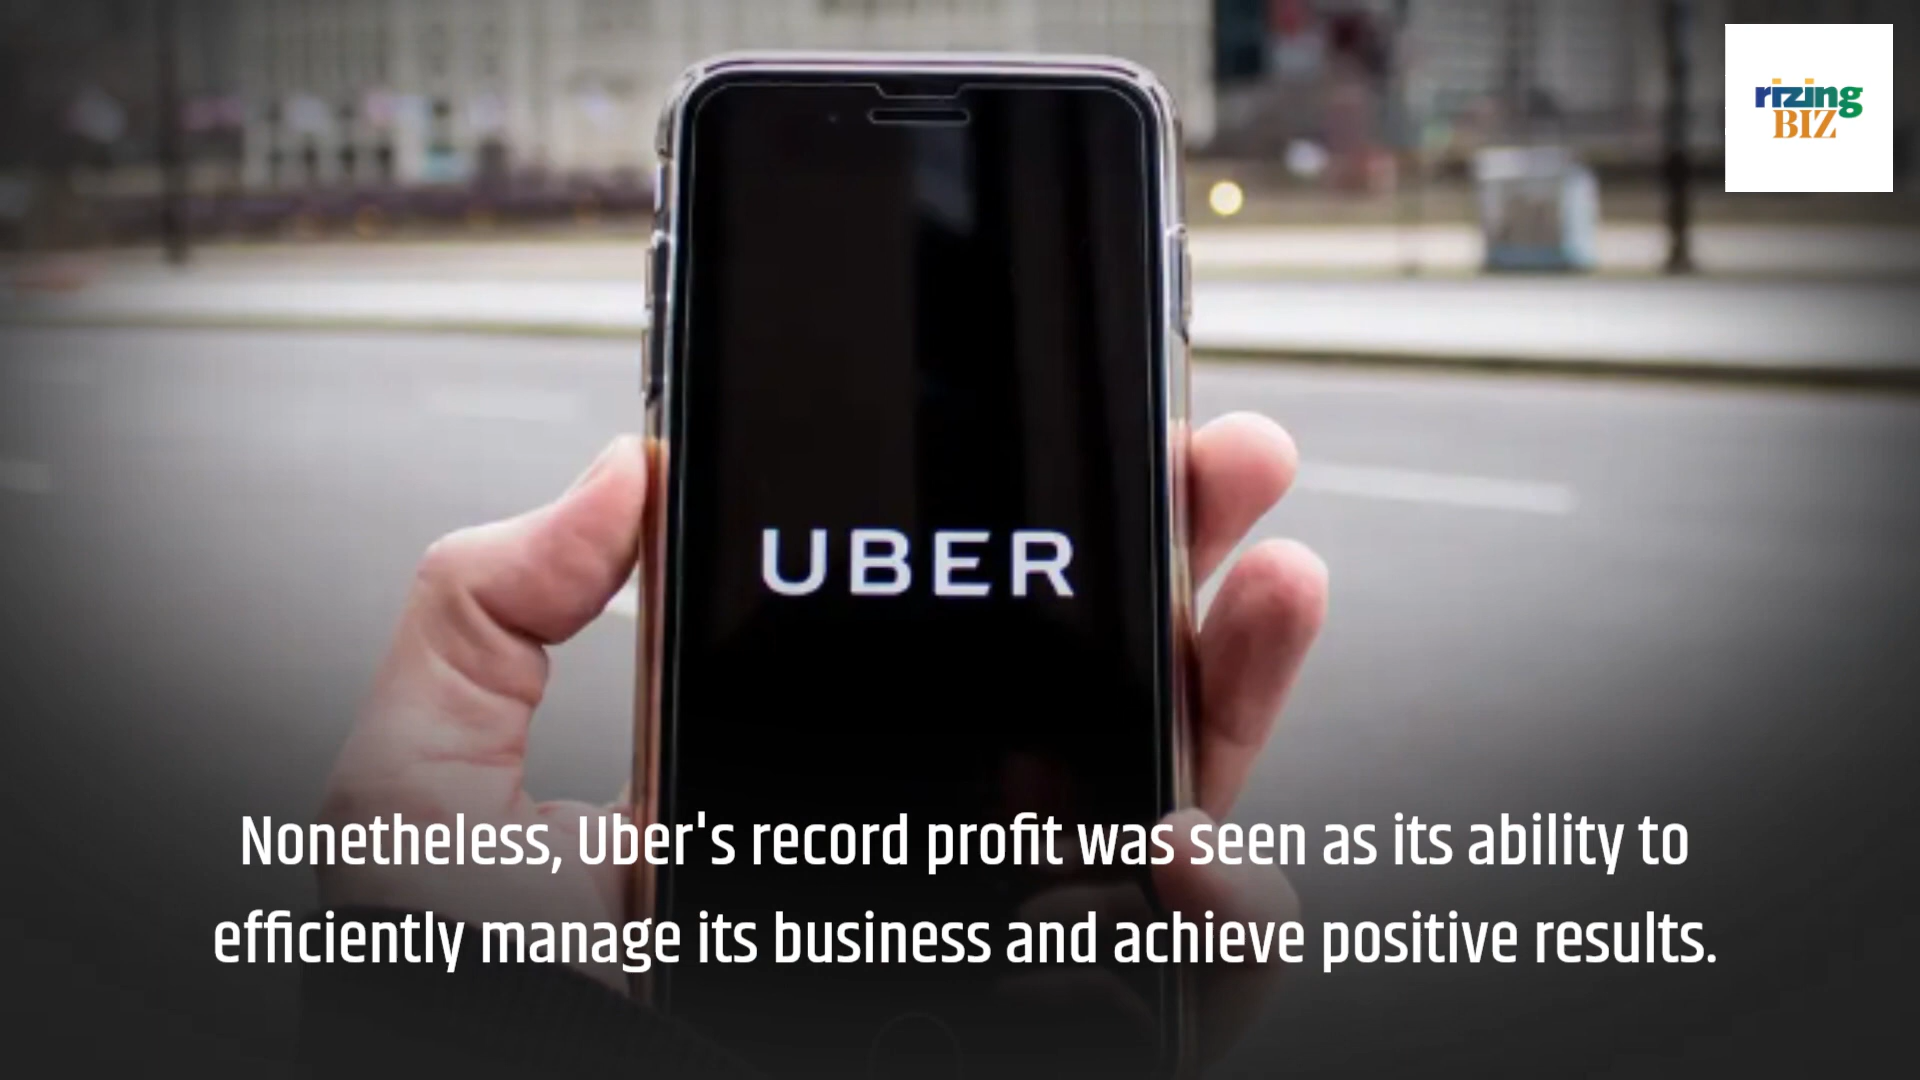 rizing
BIZ
UBER
Nonetheless, Uber's record profit was seen as its ability to
efficiently manage its business and achieve positive results.